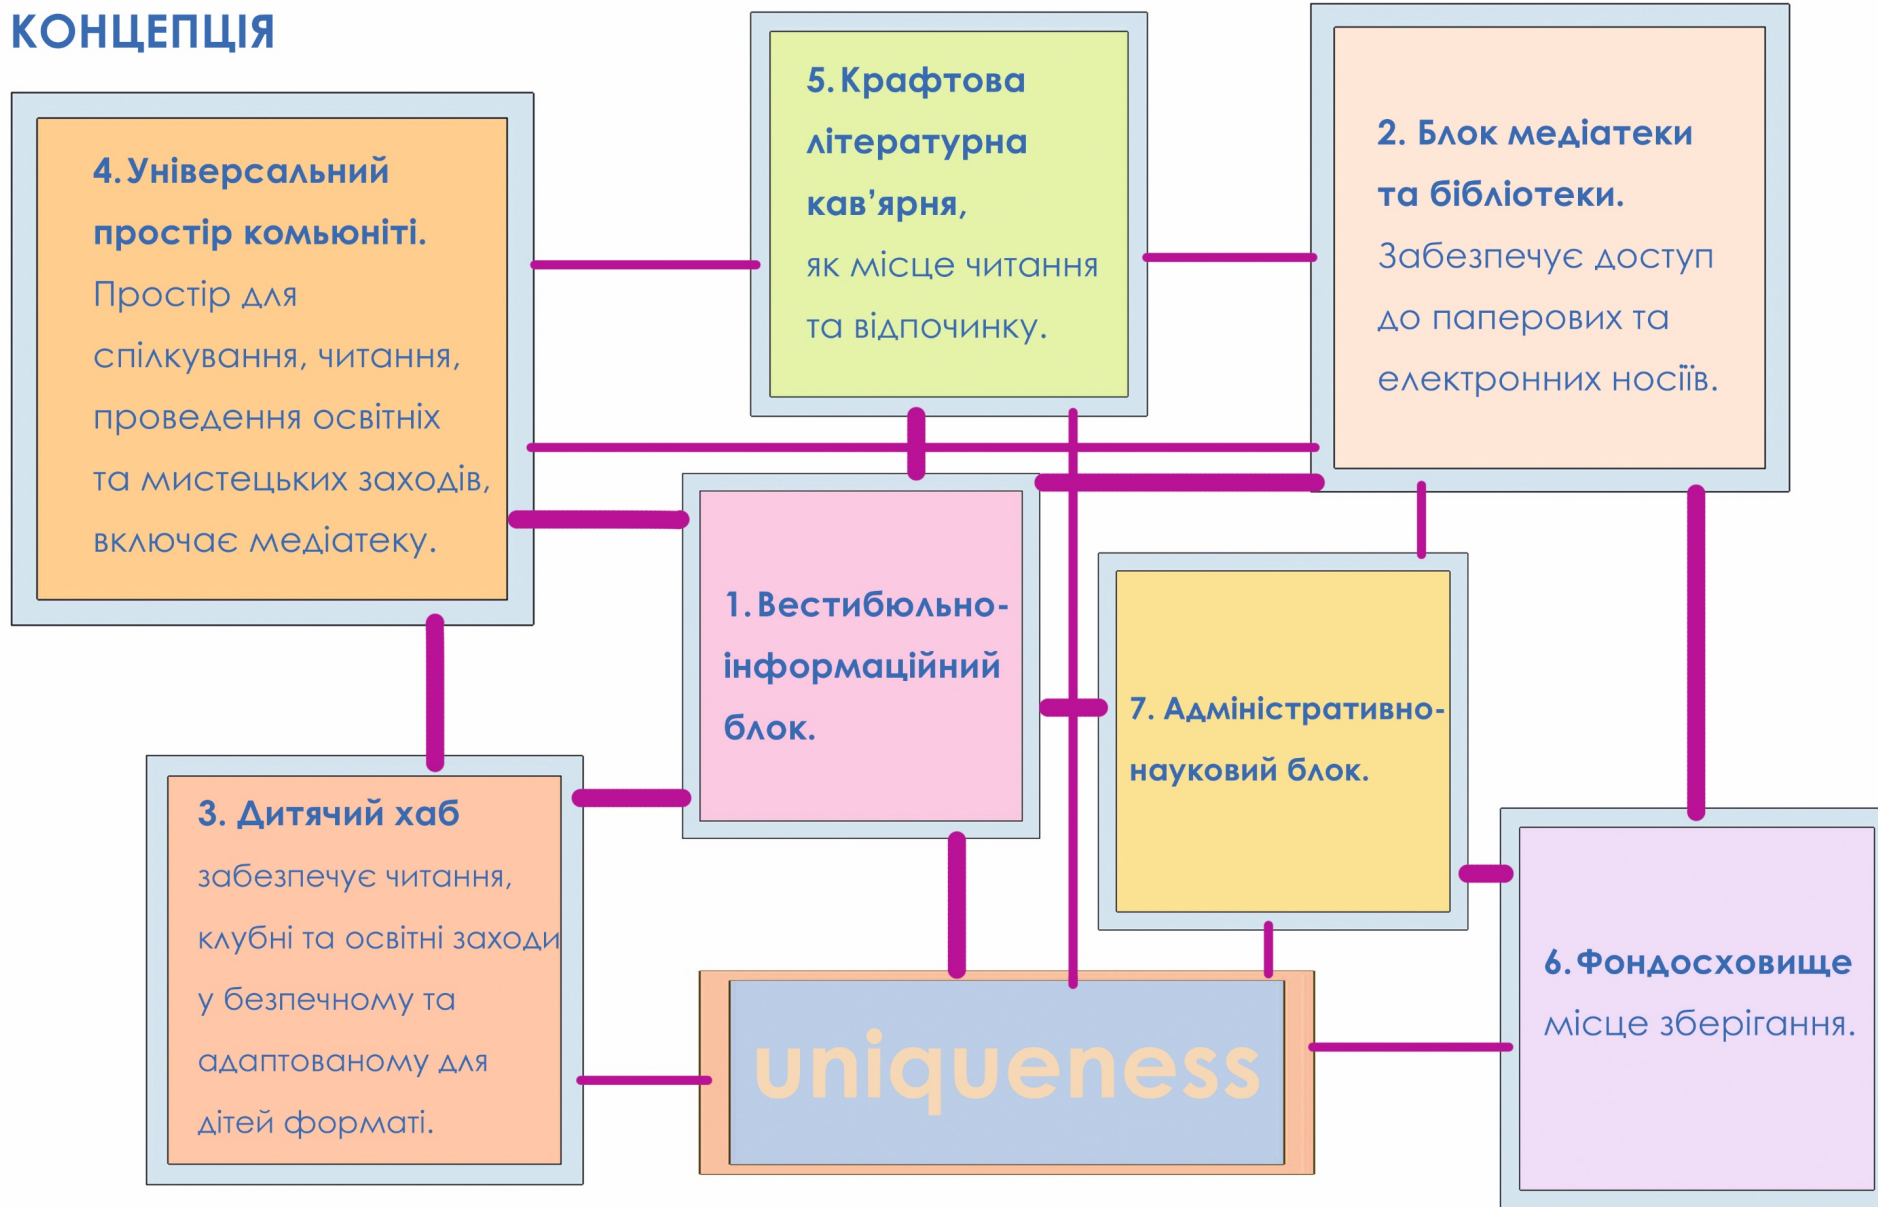 КОНЦЕПЦІЯ
4. Універсальний
простір комьюніті.
Простір для
спілкування, читання,
проведення освітніх
та мистецьких заходів,
включає медіатеку.
5. Крафтова
літературна
кав’ярня,
як місце читання
та відпочинку.
2. Блок медіатеки
та бібліотеки.
Забезпечує доступ
до паперових та
електронних носіїв.
1. Вестибюльно-
інформаційний
блок.
7. Адміністративно-
науковий блок.
3. Дитячий хаб
забезпечує читання,
клубні та освітні заходи
у безпечному та
адаптованому для
дітей форматі.
uniqueness
6. Фондосховище
місце зберігання.